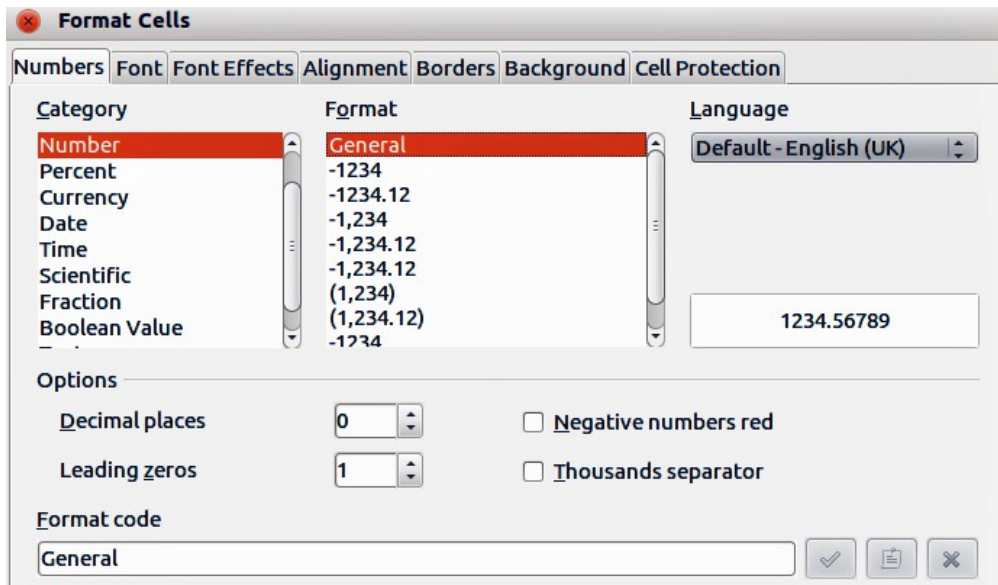 Format Cells
Numbers Font Font Effects Alignment Borders Background Cell Protection
Category
Number
Percent
Currency
Date
Time
Scientific
Fraction
Boolean Value
Format
General
-1234
-1234.12
-1,234
-1,234.12
-1,234.12
(1,234)
(1,234.12)
-1234
Language
Default - English (UK)
1234.56789
Options
Decimal places 0 Negative numbers red
Leading zeros 1 Thousands separator
Format code
General